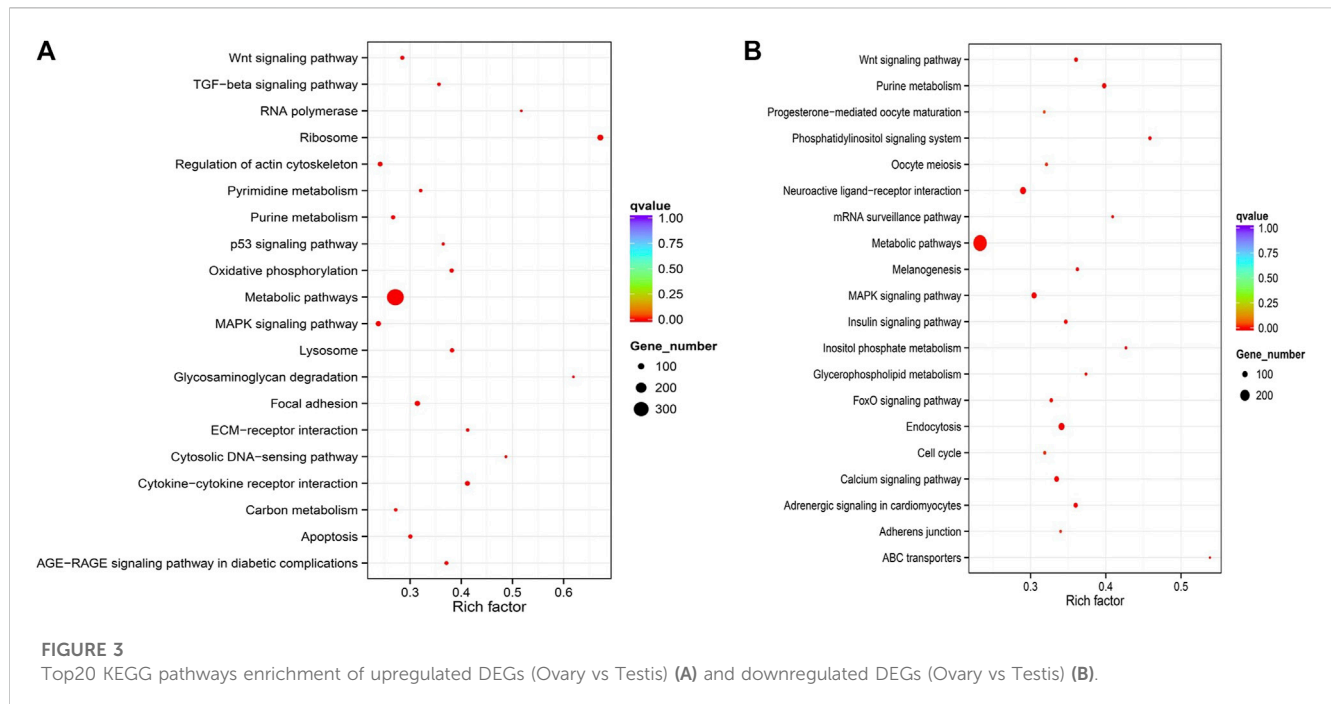 A
Wnt signaling pathway
TGF−beta signaling pathway
RNA polymerase
Ribosome
Regulation of actin cytoskeleton
Pyrimidine metabolism
Purine metabolism
p53 signaling pathway
Oxidative phosphorylation
Metabolic pathways
MAPK signaling pathway
Lysosome
Glycosaminoglycan degradation
Focal adhesion
ECM−receptor interaction
Cytosolic DNA−sensing pathway
Cytokine−cytokine receptor interaction
Carbon metabolism
Apoptosis
AGE−RAGE signaling pathway in diabetic complications
0.3 0.4 0.5 0.6
Rich factor
qvalue
1.00
0.75
0.50
0.25
0.00
Gene_number
100
200
300
B
Wnt signaling pathway
Purine metabolism
Progesterone−mediated oocyte maturation
Phosphatidylinositol signaling system
Oocyte meiosis
Neuroactive ligand−receptor interaction
mRNA surveillance pathway
Metabolic pathways
Melanogenesis
MAPK signaling pathway
Insulin signaling pathway
Inositol phosphate metabolism
Glycerophospholipid metabolism
FoxO signaling pathway
Endocytosis
Cell cycle
Calcium signaling pathway
Adrenergic signaling in cardiomyocytes
Adherens junction
ABC transporters
0.3 0.4 0.5
Rich factor
qvalue
1.00
0.75
0.50
0.25
0.00
Gene_number
100
200
FIGURE 3
Top20 KEGG pathways enrichment of upregulated DEGs (Ovary vs Testis) (A) and downregulated DEGs (Ovary vs Testis) (B).